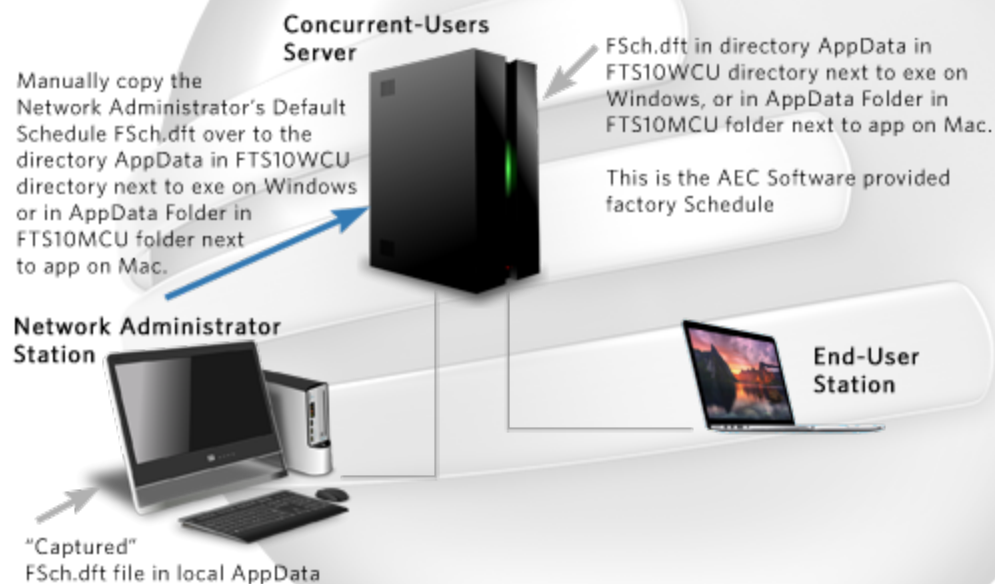 Concurrent-Users
Server
Manually copy the
Network Administrator's Default
Schedule FSch.dft over to the
directory AppData in FTS10WCU
directory next to exe on Windows
or in AppData Folder in
FTS10MCU folder next
to app on Mac.
FSch.dft in directory AppData in
FTS10WCU directory next to exe on
Windows, or in AppData Folder in
FTS10MCU folder next to app on Mac.
This is the AEC Software provided
factory Schedule
Network Administrator
Station
End-User
Station
"Captured"
FSch.dft file in local AppData